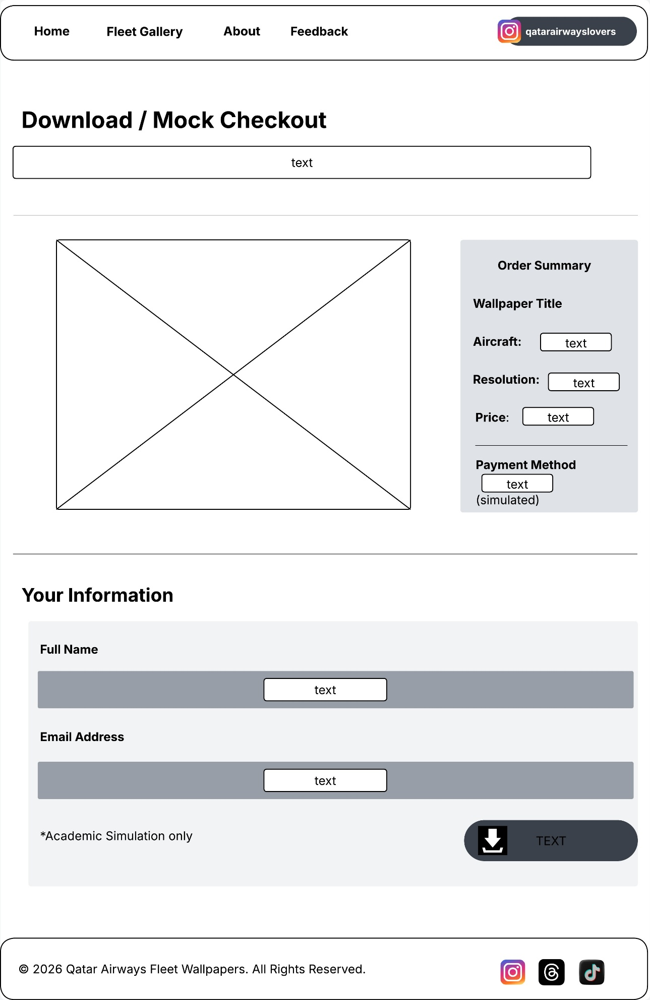 Home Fleet Gallery About Feedback qatarairwayslovers
Download / Mock Checkout
text
Order Summary
Wallpaper Title
Aircraft: text
Resolution: text
Price: text
Payment Method
text
(simulated)
Your Information
Full Name
text
Email Address
text
*Academic Simulation only
TEXT
© 2026 Qatar Airways Fleet Wallpapers. All Rights Reserved.